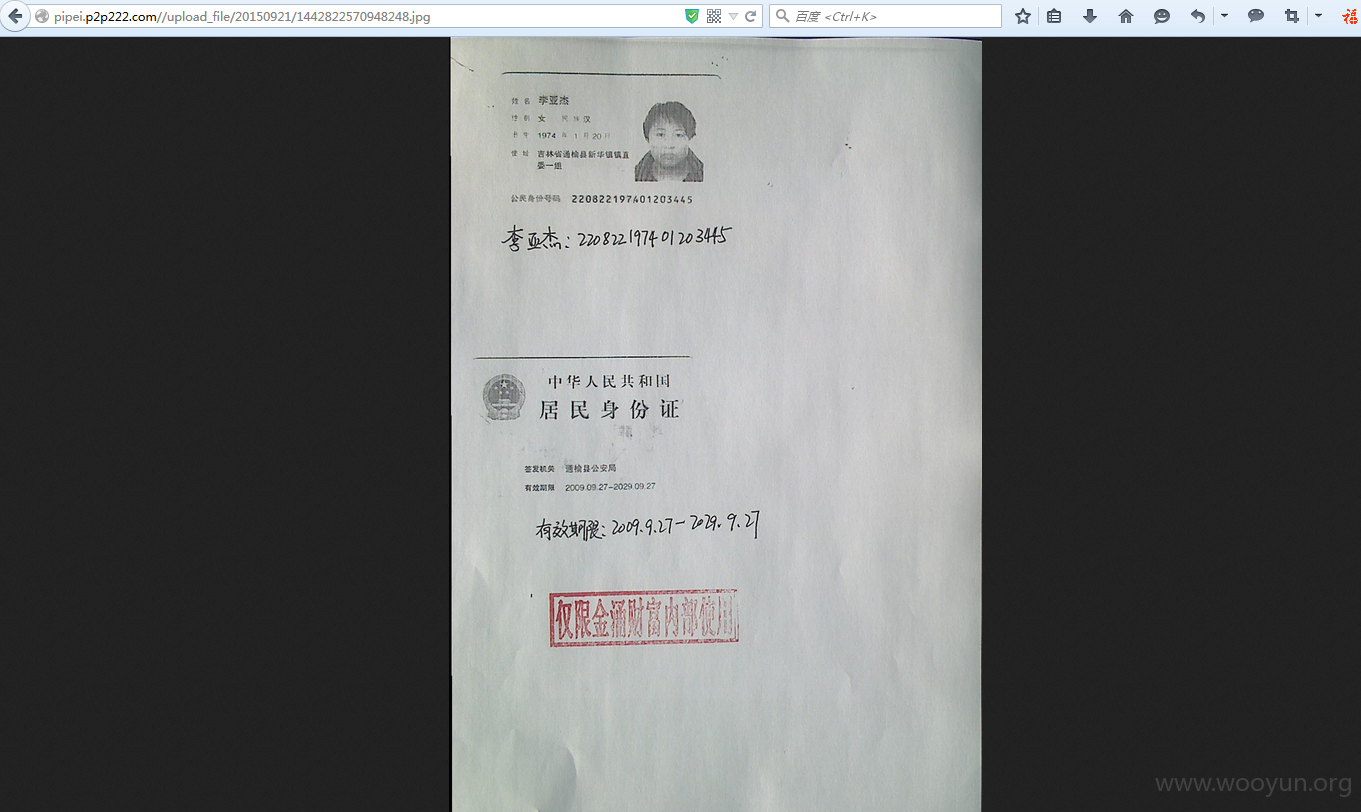 pipei.p2p222.com//upload_file/20150921/1442822570948248.jpg
百度 <Ctrl+K>
福
姓名 李亚杰
性别 女 民族 汉
出生 1974 年 1 月 20 日
住址 吉林省通榆县新华镇镇直
委一组
公民身份号码 220822197401203445
李亚杰: 220822197401203445
中华人民共和国
居民身份证
签发机关 通榆县公安局
有效期限 2009.09.27-2029.09.27
有效期限: 2009.9.27-2029.9.27
仅限金涌财富内部使用
www.wooyun.org